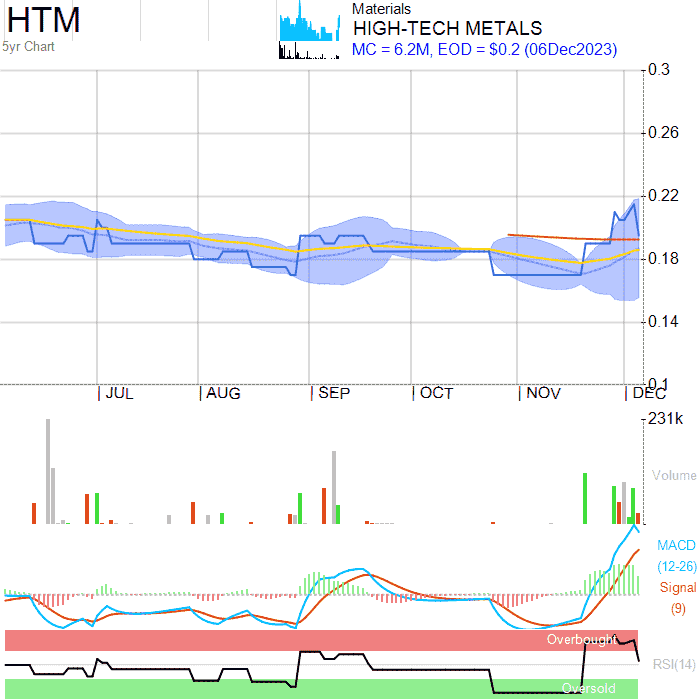 HTM
5yr Chart
Materials
HIGH-TECH METALS
MC = 6.2M, EOD = $0.2 (06Dec2023)
0.3
0.26
0.22
0.18
0.14
0.1
JUL AUG SEP OCT NOV DEC
231k
Volume
MACD
(12-26)
Signal
(9)
Overbought
RSI(14)
Oversold